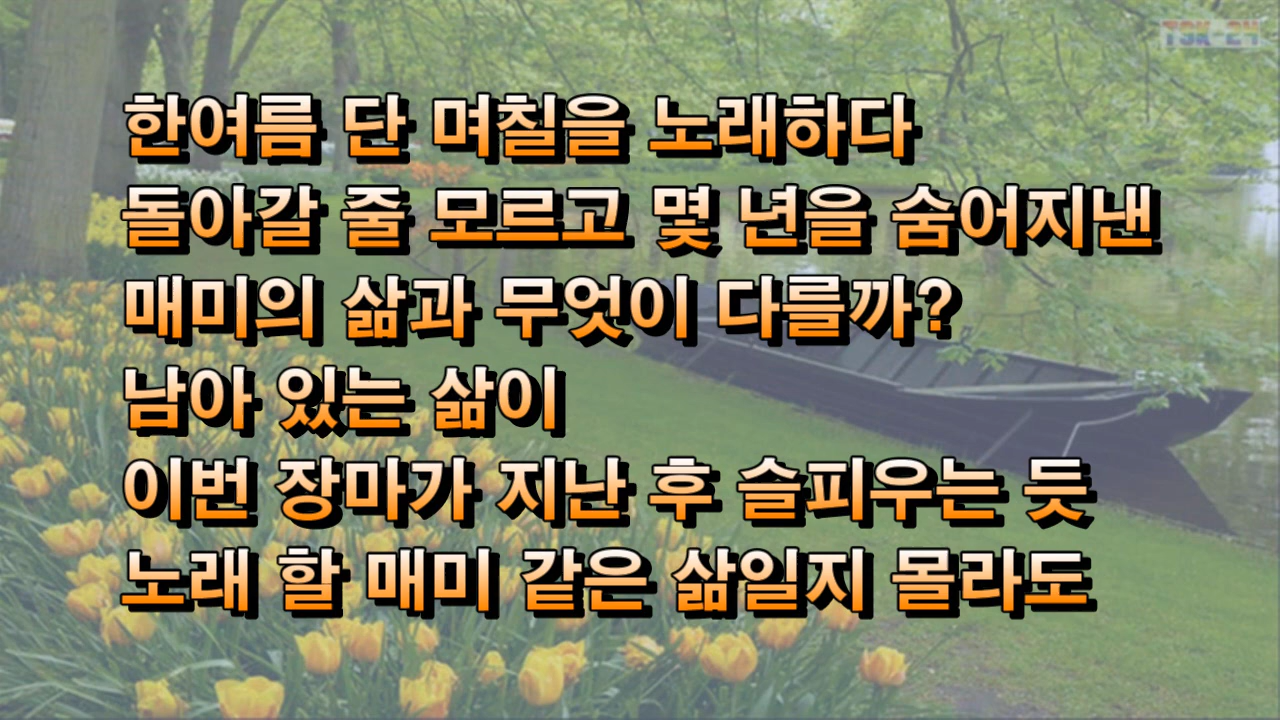 TSK-24
한여름 단 며칠을 노래하다
돌아갈 줄 모르고 몇 년을 숨어지낸
매미의 삶과 무엇이 다를까?
남아 있는 삶이
이번 장마가 지난 후 슬피우는 듯
노래 할 매미 같은 삶일지 몰라도